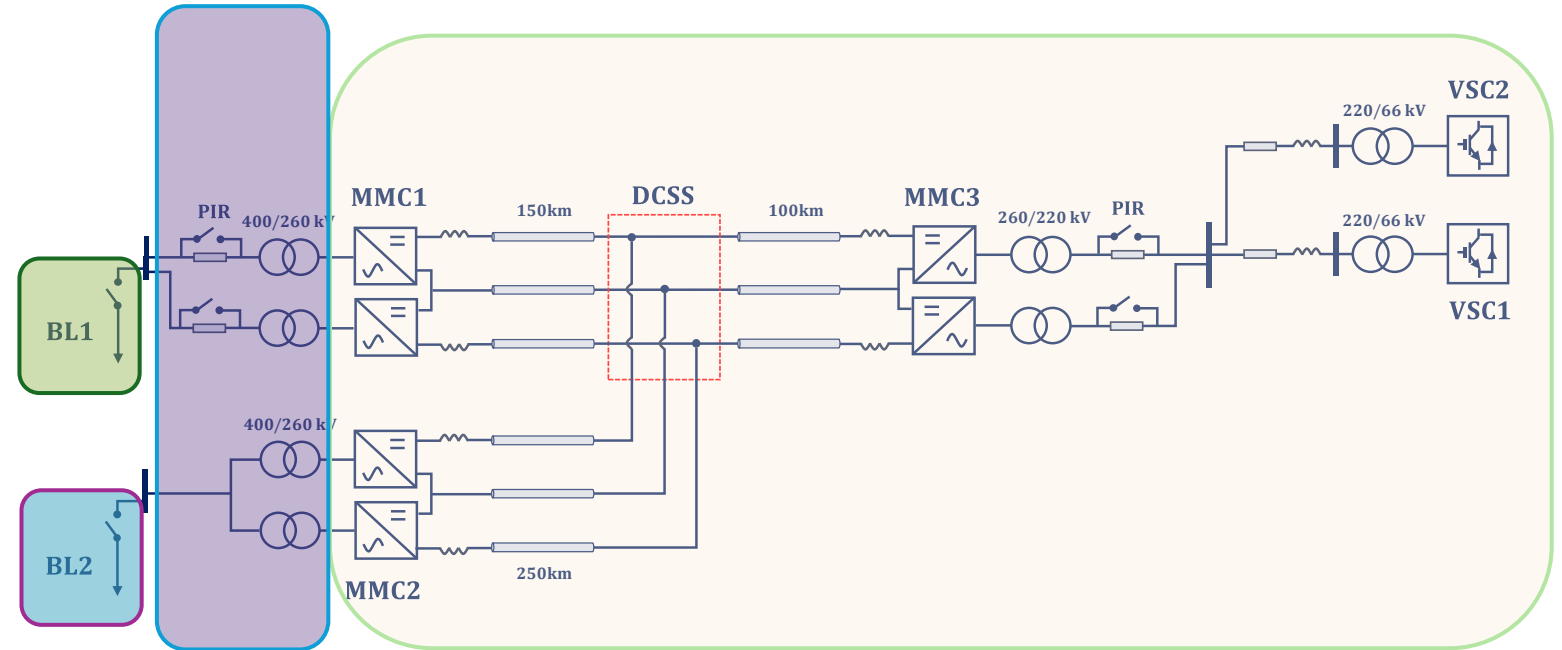 VSC2
220/66 kV
MMC1
DCSS
MMC3
PIR
400/260 kV
150km
100km
260/220 kV
PIR
220/66 kV
BL1
VSC1
400/260 kV
BL2
250km
MMC2